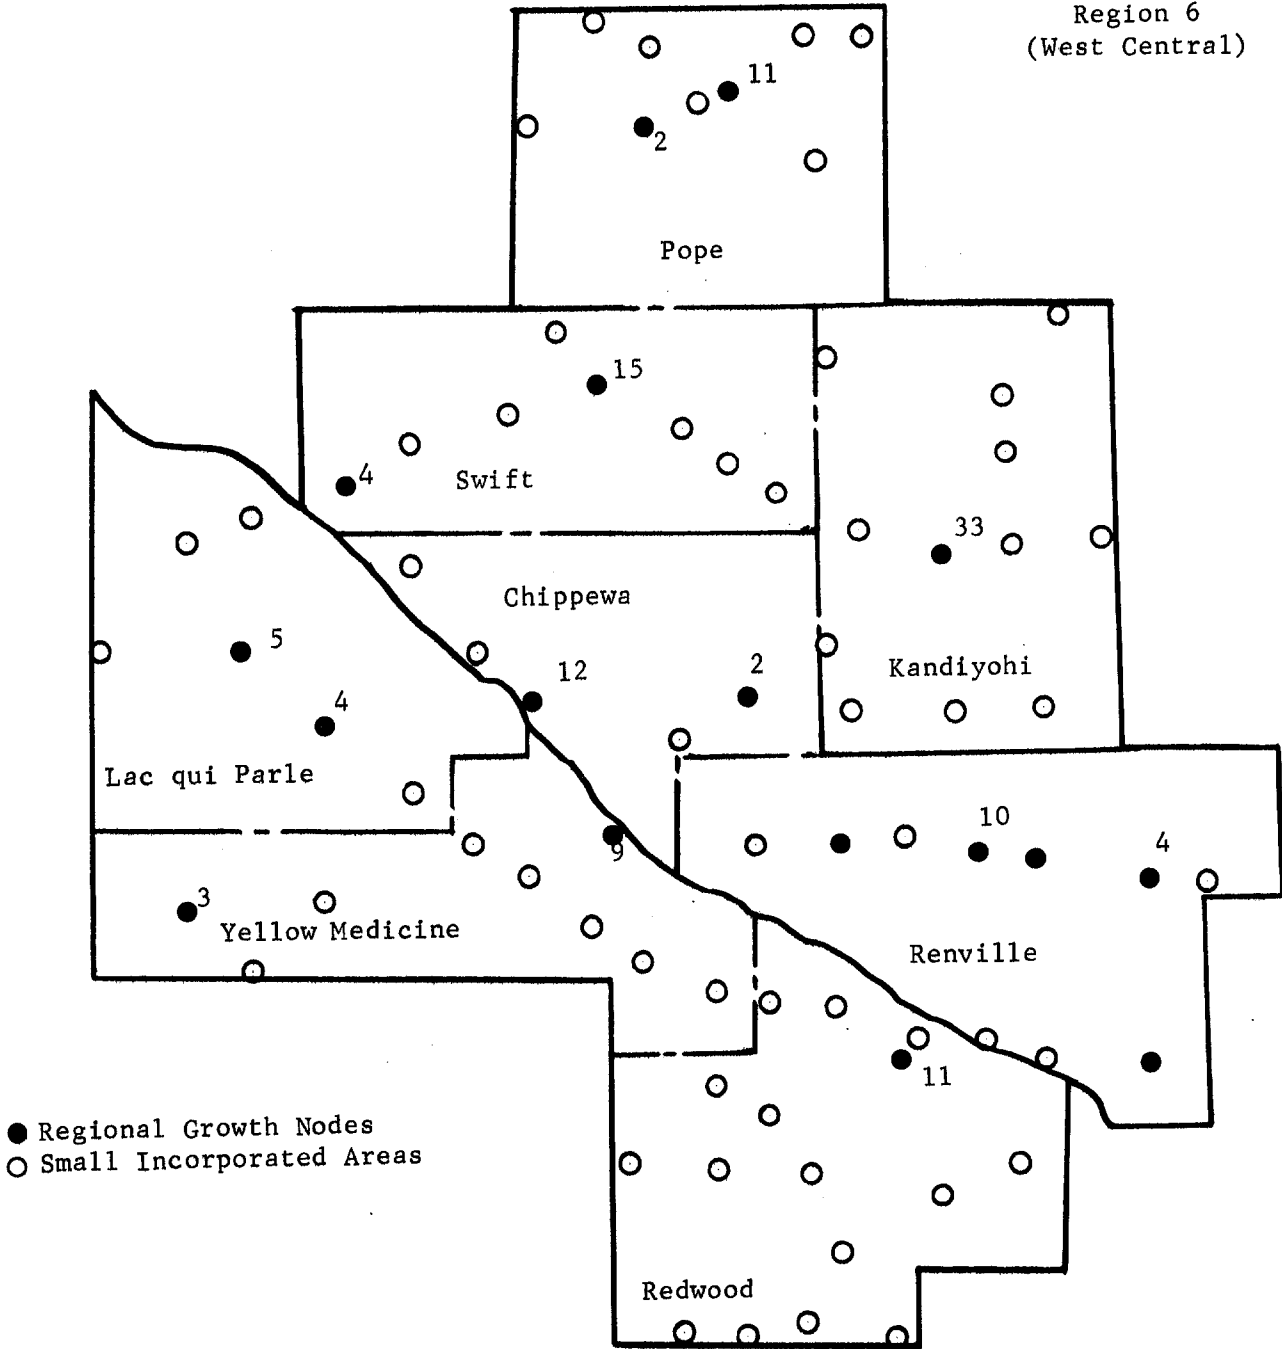 Region 6
(West Central)
11
2
Pope
15
4
Swift
33
Chippewa
5
12
2
4
Kandiyohi
Lac qui Parle
10
9
4
3
Yellow Medicine
Renville
11
● Regional Growth Nodes
○ Small Incorporated Areas
Redwood